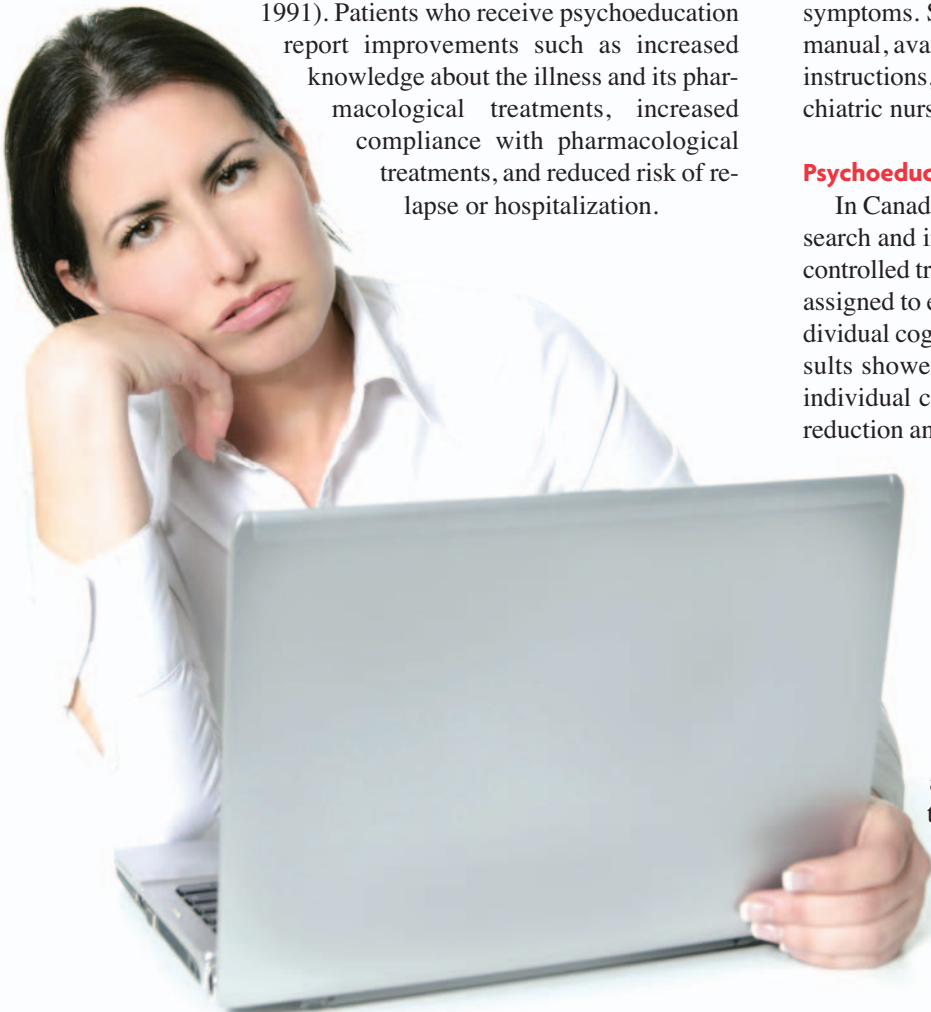 1991). Patients who receive psychoeducation
report improvements such as increased
knowledge about the illness and its phar-
macological treatments, increased
compliance with pharmacological
treatments, and reduced risk of re-
lapse or hospitalization.
symptoms. S
manual, ava
instructions,
chiatric nurs
Psychoeduc
In Canad
search and i
controlled tr
assigned to e
dividual cog
sults showe
individual c
reduction an
t